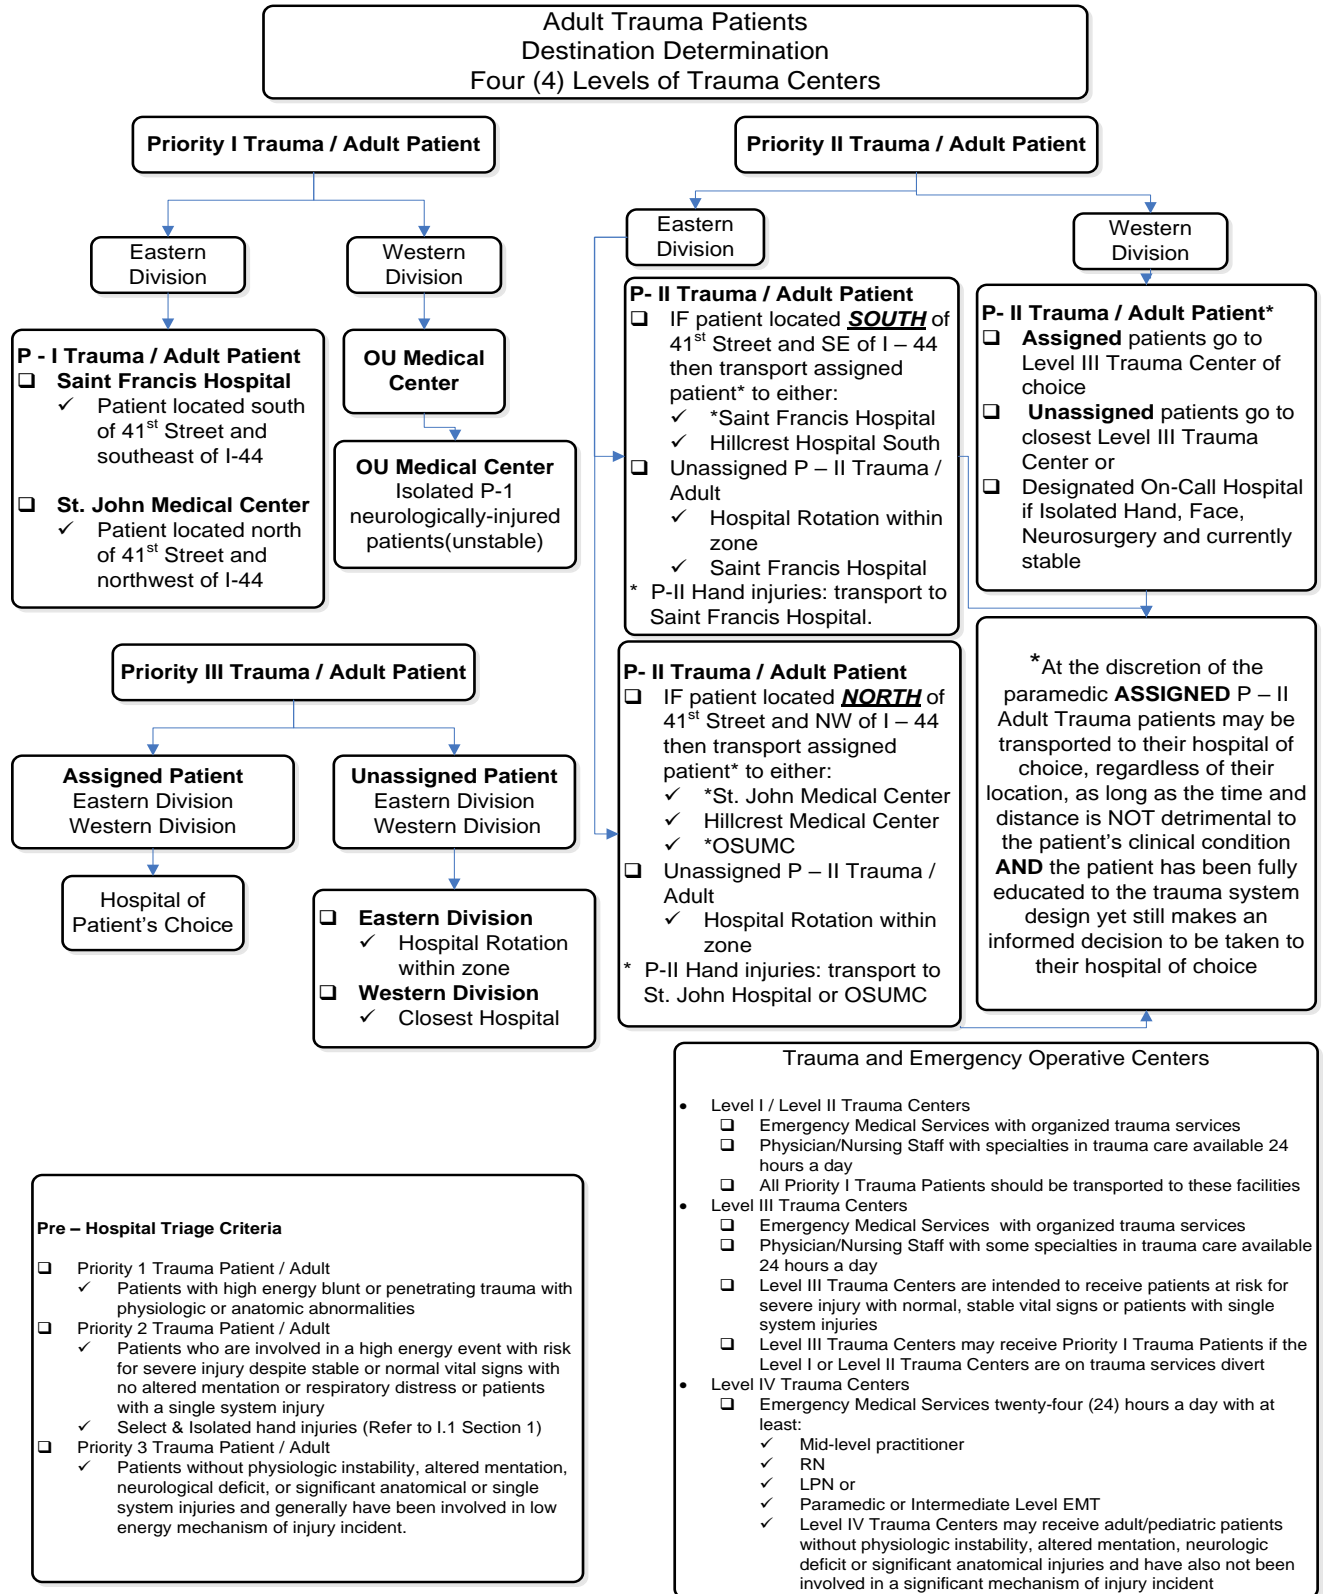 Adult Trauma Patients
Destination Determination
Four (4) Levels of Trauma Centers
Priority I Trauma / Adult Patient
Eastern
Division
Western
Division
P - I Trauma / Adult Patient
❑ Saint Francis Hospital
✓ Patient located south
of 41st Street and
southeast of I-44
❑ St. John Medical Center
✓ Patient located north
of 41st Street and
northwest of I-44
OU Medical
Center
OU Medical Center
Isolated P-1
neurologically-injured
patients(unstable)
Priority II Trauma / Adult Patient
Eastern
Division
Western
Division
P- II Trauma / Adult Patient
❑ IF patient located SOUTH of
41st Street and SE of I – 44
then transport assigned
patient* to either:
✓ *Saint Francis Hospital
✓ Hillcrest Hospital South
❑ Unassigned P – II Trauma /
Adult
✓ Hospital Rotation within
zone
✓ Saint Francis Hospital
* P-II Hand injuries: transport to
Saint Francis Hospital.
P- II Trauma / Adult Patient*
❑ Assigned patients go to
Level III Trauma Center of
choice
❑ Unassigned patients go to
closest Level III Trauma
Center or
❑ Designated On-Call Hospital
if Isolated Hand, Face,
Neurosurgery and currently
stable
P- II Trauma / Adult Patient
❑ IF patient located NORTH of
41st Street and NW of I – 44
then transport assigned
patient* to either:
✓ *St. John Medical Center
✓ Hillcrest Medical Center
✓ *OSUMC
❑ Unassigned P – II Trauma /
Adult
✓ Hospital Rotation within
zone
* P-II Hand injuries: transport to
St. John Hospital or OSUMC
*At the discretion of the
paramedic ASSIGNED P – II
Adult Trauma patients may be
transported to their hospital of
choice, regardless of their
location, as long as the time and
distance is NOT detrimental to
the patient's clinical condition
AND the patient has been fully
educated to the trauma system
design yet still makes an
informed decision to be taken to
their hospital of choice
Priority III Trauma / Adult Patient
Assigned Patient
Eastern Division
Western Division
Unassigned Patient
Eastern Division
Western Division
Hospital of
Patient's Choice
❑ Eastern Division
✓ Hospital Rotation
within zone
❑ Western Division
✓ Closest Hospital
Pre – Hospital Triage Criteria
❑ Priority 1 Trauma Patient / Adult
✓ Patients with high energy blunt or penetrating trauma with
physiologic or anatomic abnormalities
❑ Priority 2 Trauma Patient / Adult
✓ Patients who are involved in a high energy event with risk
for severe injury despite stable or normal vital signs with
no altered mentation or respiratory distress or patients
with a single system injury
✓ Select & Isolated hand injuries (Refer to I.1 Section 1)
❑ Priority 3 Trauma Patient / Adult
✓ Patients without physiologic instability, altered mentation,
neurological deficit, or significant anatomical or single
system injuries and generally have been involved in low
energy mechanism of injury incident.
Trauma and Emergency Operative Centers
• Level I / Level II Trauma Centers
❑ Emergency Medical Services with organized trauma services
❑ Physician/Nursing Staff with specialties in trauma care available 24
hours a day
❑ All Priority I Trauma Patients should be transported to these facilities
• Level III Trauma Centers
❑ Emergency Medical Services with organized trauma services
❑ Physician/Nursing Staff with some specialties in trauma care available
24 hours a day
❑ Level III Trauma Centers are intended to receive patients at risk for
severe injury with normal, stable vital signs or patients with single
system injuries
❑ Level III Trauma Centers may receive Priority I Trauma Patients if the
Level I or Level II Trauma Centers are on trauma services divert
• Level IV Trauma Centers
❑ Emergency Medical Services twenty-four (24) hours a day with at
least:
✓ Mid-level practitioner
✓ RN
✓ LPN or
✓ Paramedic or Intermediate Level EMT
✓ Level IV Trauma Centers may receive adult/pediatric patients
without physiologic instability, altered mentation, neurologic
deficit or significant anatomical injuries and have also not been
involved in a significant mechanism of injury incident